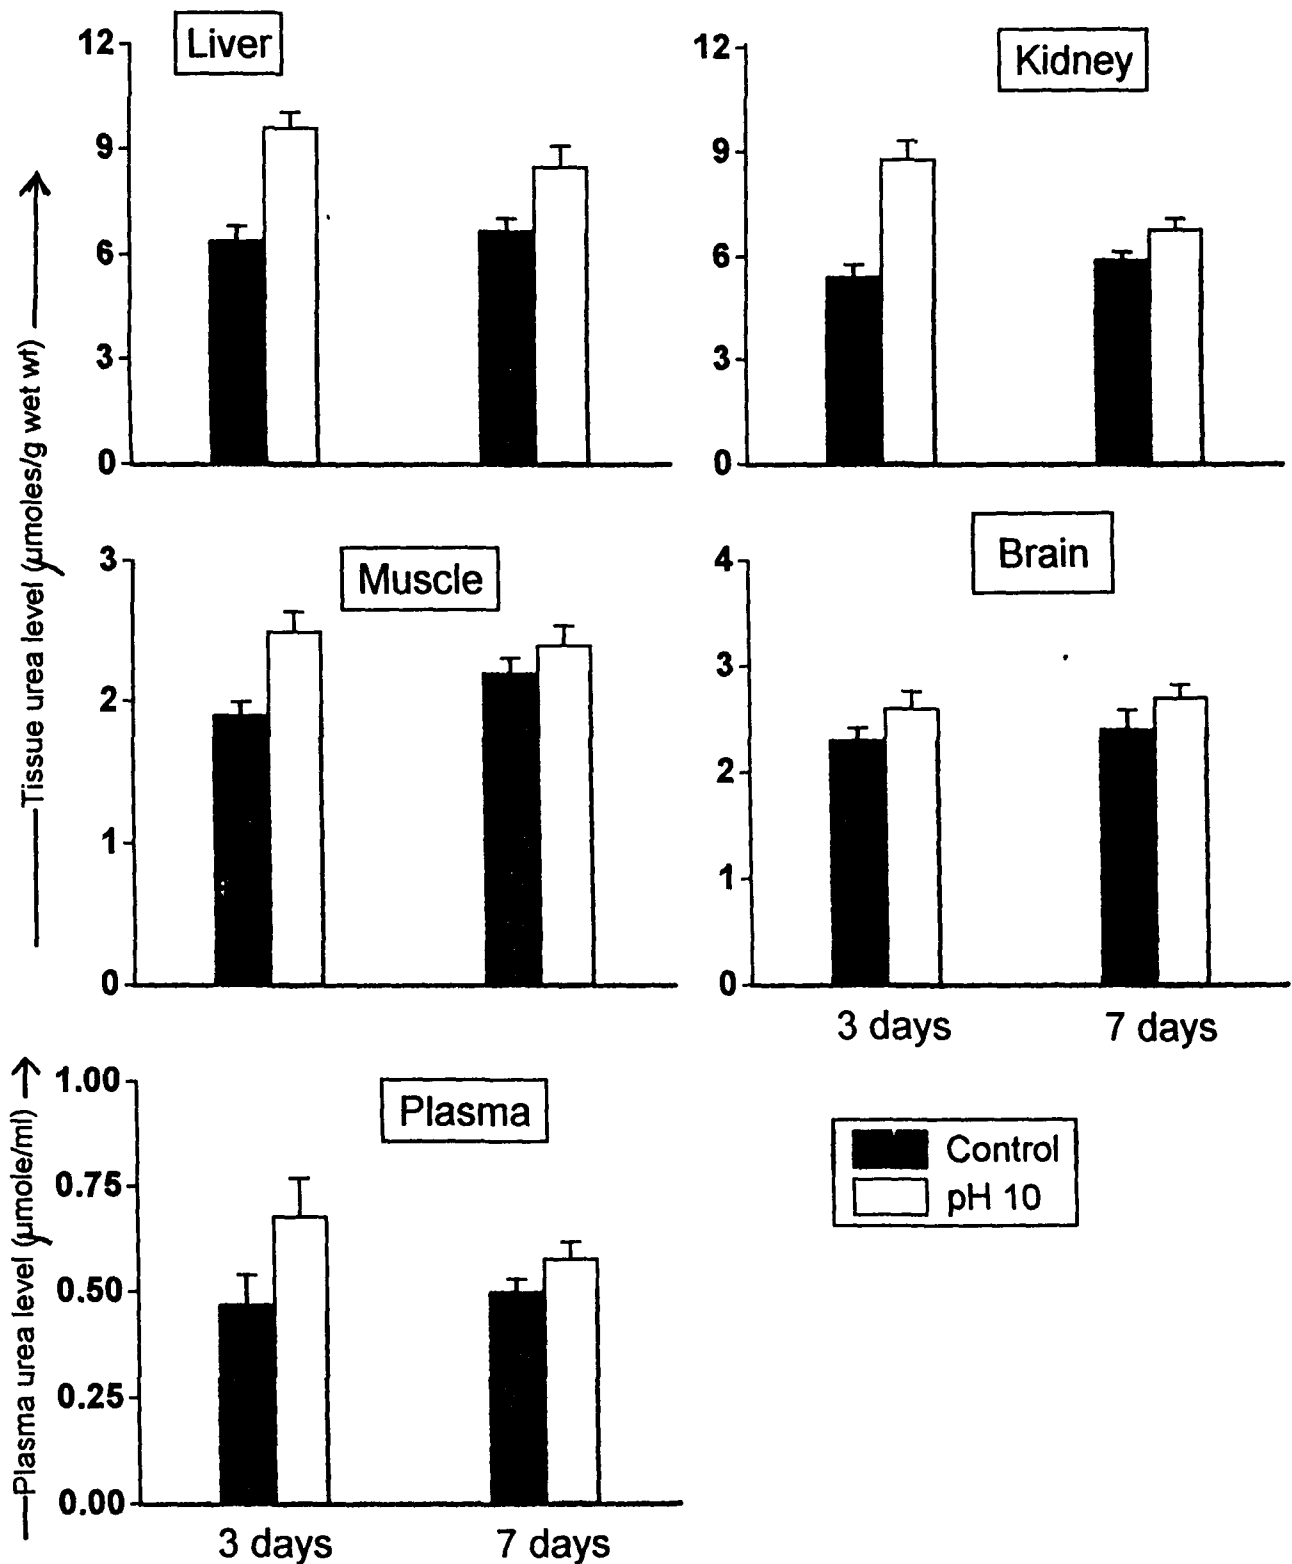 Liver
12
9
6
3
0
Kidney
12
9
6
3
0
Tissue urea level (μmoles/g wet wt)
Muscle
3
2
1
0
Brain
4
3
2
1
0
3 days 7 days
Plasma
1.00
0.75
0.50
0.25
0.00
Plasma urea level (μmole/ml)
3 days 7 days
Control
pH 10